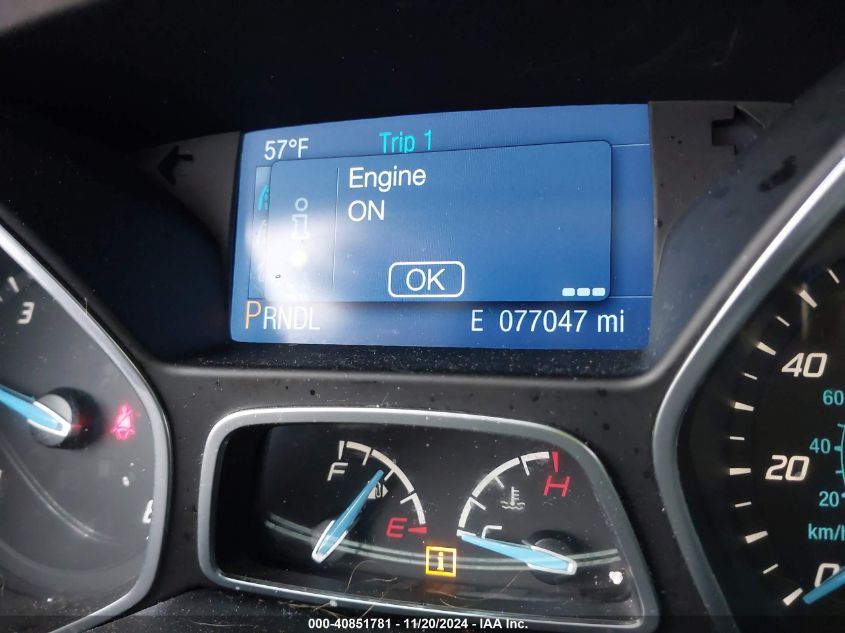 57°F Trip 1
Engine
ON
OK
PRNDL E 077047 mi
3
40
60
F H
40
20
20
E C
km/h
i
0
000-40851781 - 11/20/2024 - IAA Inc.